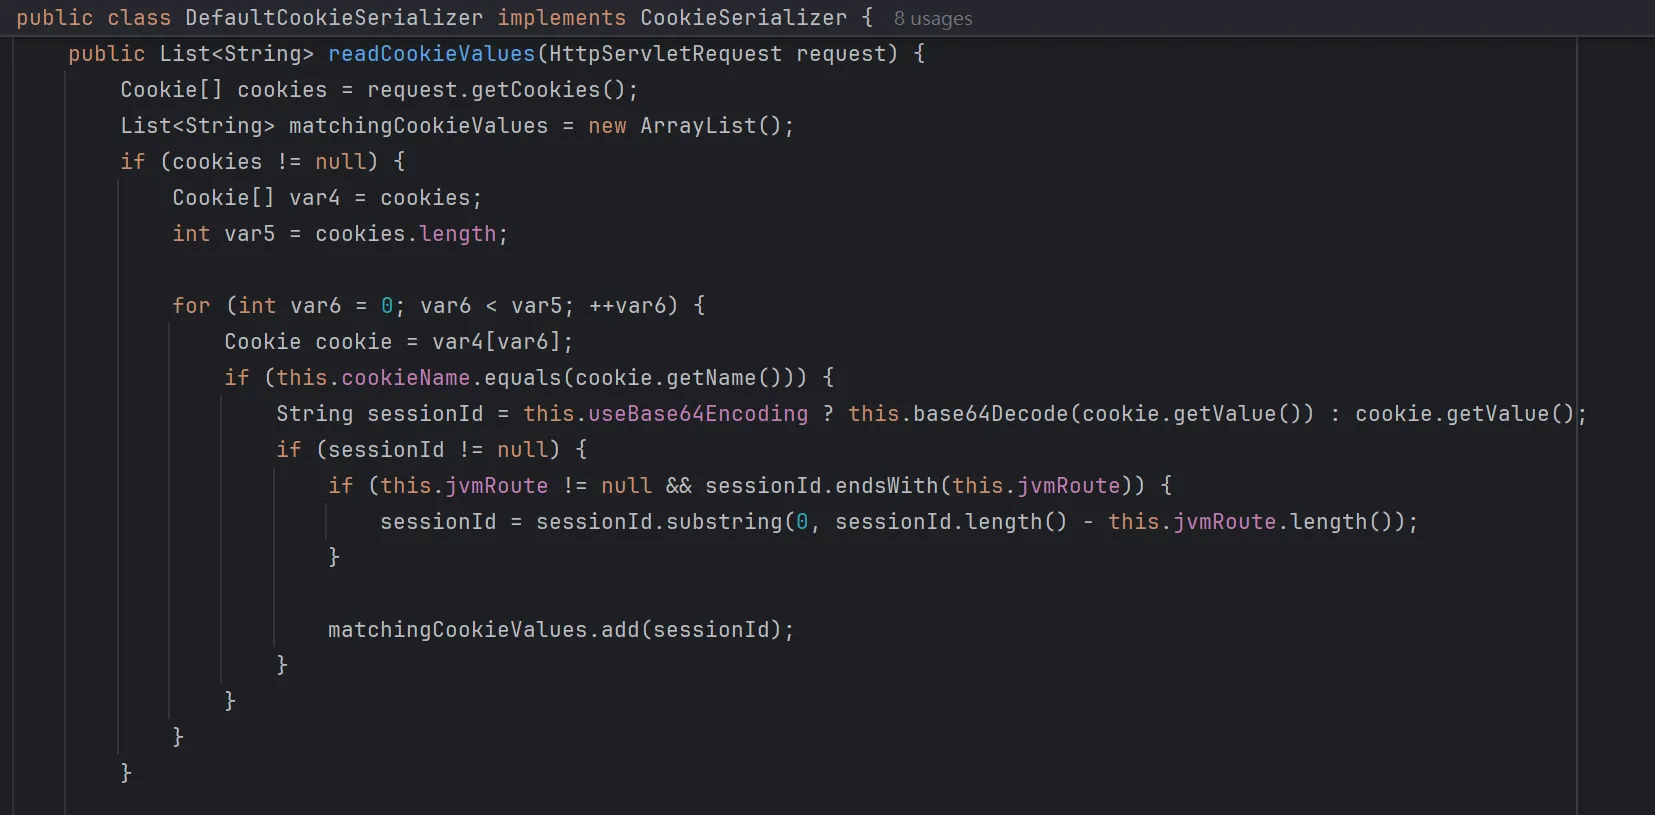 public class DefaultCookieSerializer implements CookieSerializer { 8 usages
public List<String> readCookieValues(HttpServletRequest request) {
Cookie[] cookies = request.getCookies();
List<String> matchingCookieValues = new ArrayList();
if (cookies != null) {
Cookie[] var4 = cookies;
int var5 = cookies.length;
for (int var6 = 0; var6 < var5; ++var6) {
Cookie cookie = var4[var6];
if (this.cookieName.equals(cookie.getName())) {
String sessionId = this.useBase64Encoding ? this.base64Decode(cookie.getValue()) : cookie.getValue();
if (sessionId != null) {
if (this.jvmRoute != null && sessionId.endsWith(this.jvmRoute)) {
sessionId = sessionId.substring(0, sessionId.length() - this.jvmRoute.length());
}
matchingCookieValues.add(sessionId);
}
}
}
}